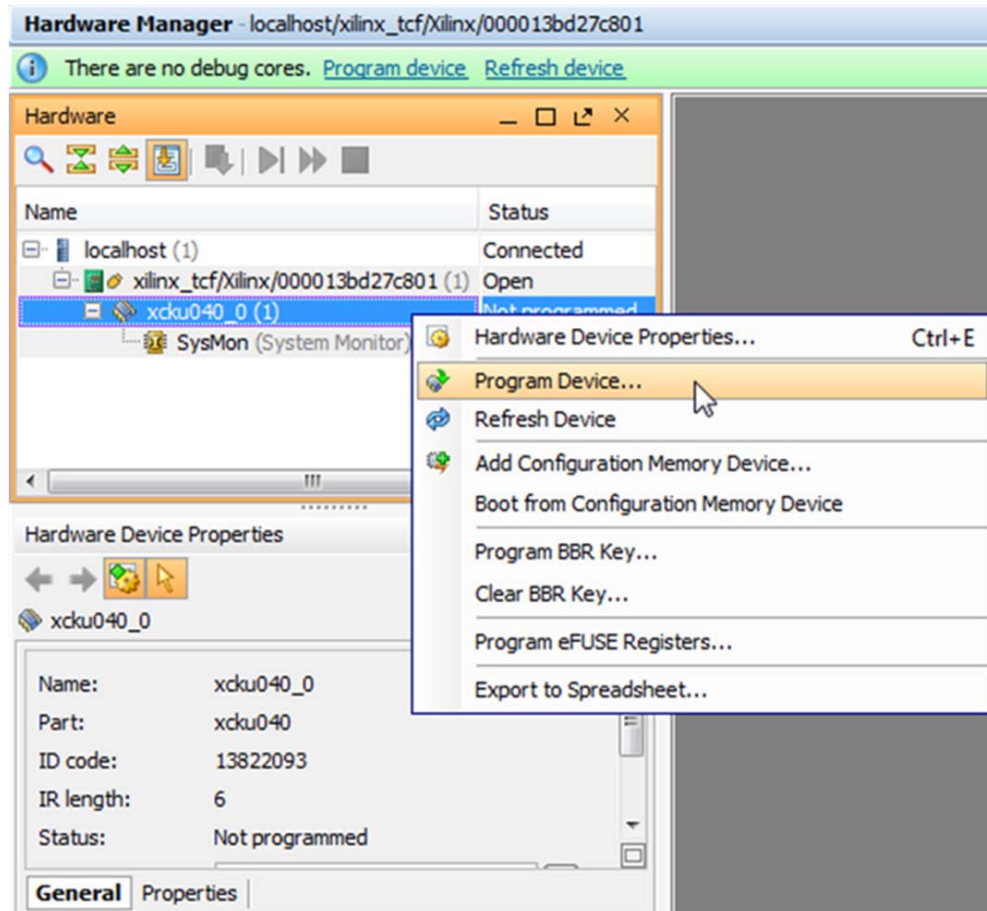 Hardware Manager - localhost/xilinx_tcf/Xilinx/000013bd27c801
There are no debug cores. Program device Refresh device
Hardware
Name Status
localhost (1) Connected
xilinx_tcf/Xilinx/000013bd27c801 (1) Open
xcku040_0 (1) Not programmed
SysMon (System Monitor)
Hardware Device Properties... Ctrl+E
Program Device...
Refresh Device
Add Configuration Memory Device...
Boot from Configuration Memory Device
Program BBR Key...
Clear BBR Key...
Program eFUSE Registers...
Export to Spreadsheet...
Hardware Device Properties
xcku040_0
Name: xcku040_0
Part: xcku040
ID code: 13822093
IR length: 6
Status: Not programmed
General Properties